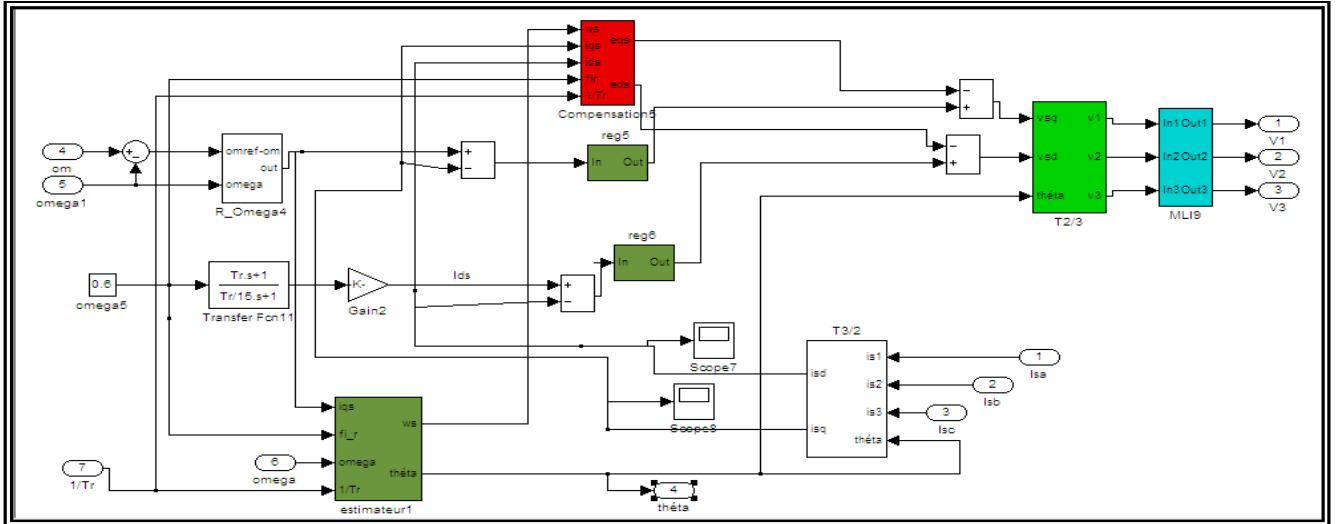 ws
iqs
ids
fir
1/Tr
eqs
eds
Compensation5
reg5
In Out
4
om
5
omega1
omref-om
out
omega
R_Omega4
vsq
vsd
théta
v1
v2
v3
T2/3
In1 Out1
In2 Out2
In3 Out3
MLI9
1
V1
2
V2
3
V3
reg6
In Out
0.6
omega5
Tr.s+1
Tr/15.s+1
Transfer Fcn11
-K-
Gain2
Ids
Scope7
Scope8
T3/2
isd
isq
is1
is2
is3
théta
1
Isa
2
Isb
3
Isc
iqs
fi_r
omega
1/Tr
ws
théta
estimateur1
7
1/Tr
6
omega
4
théta